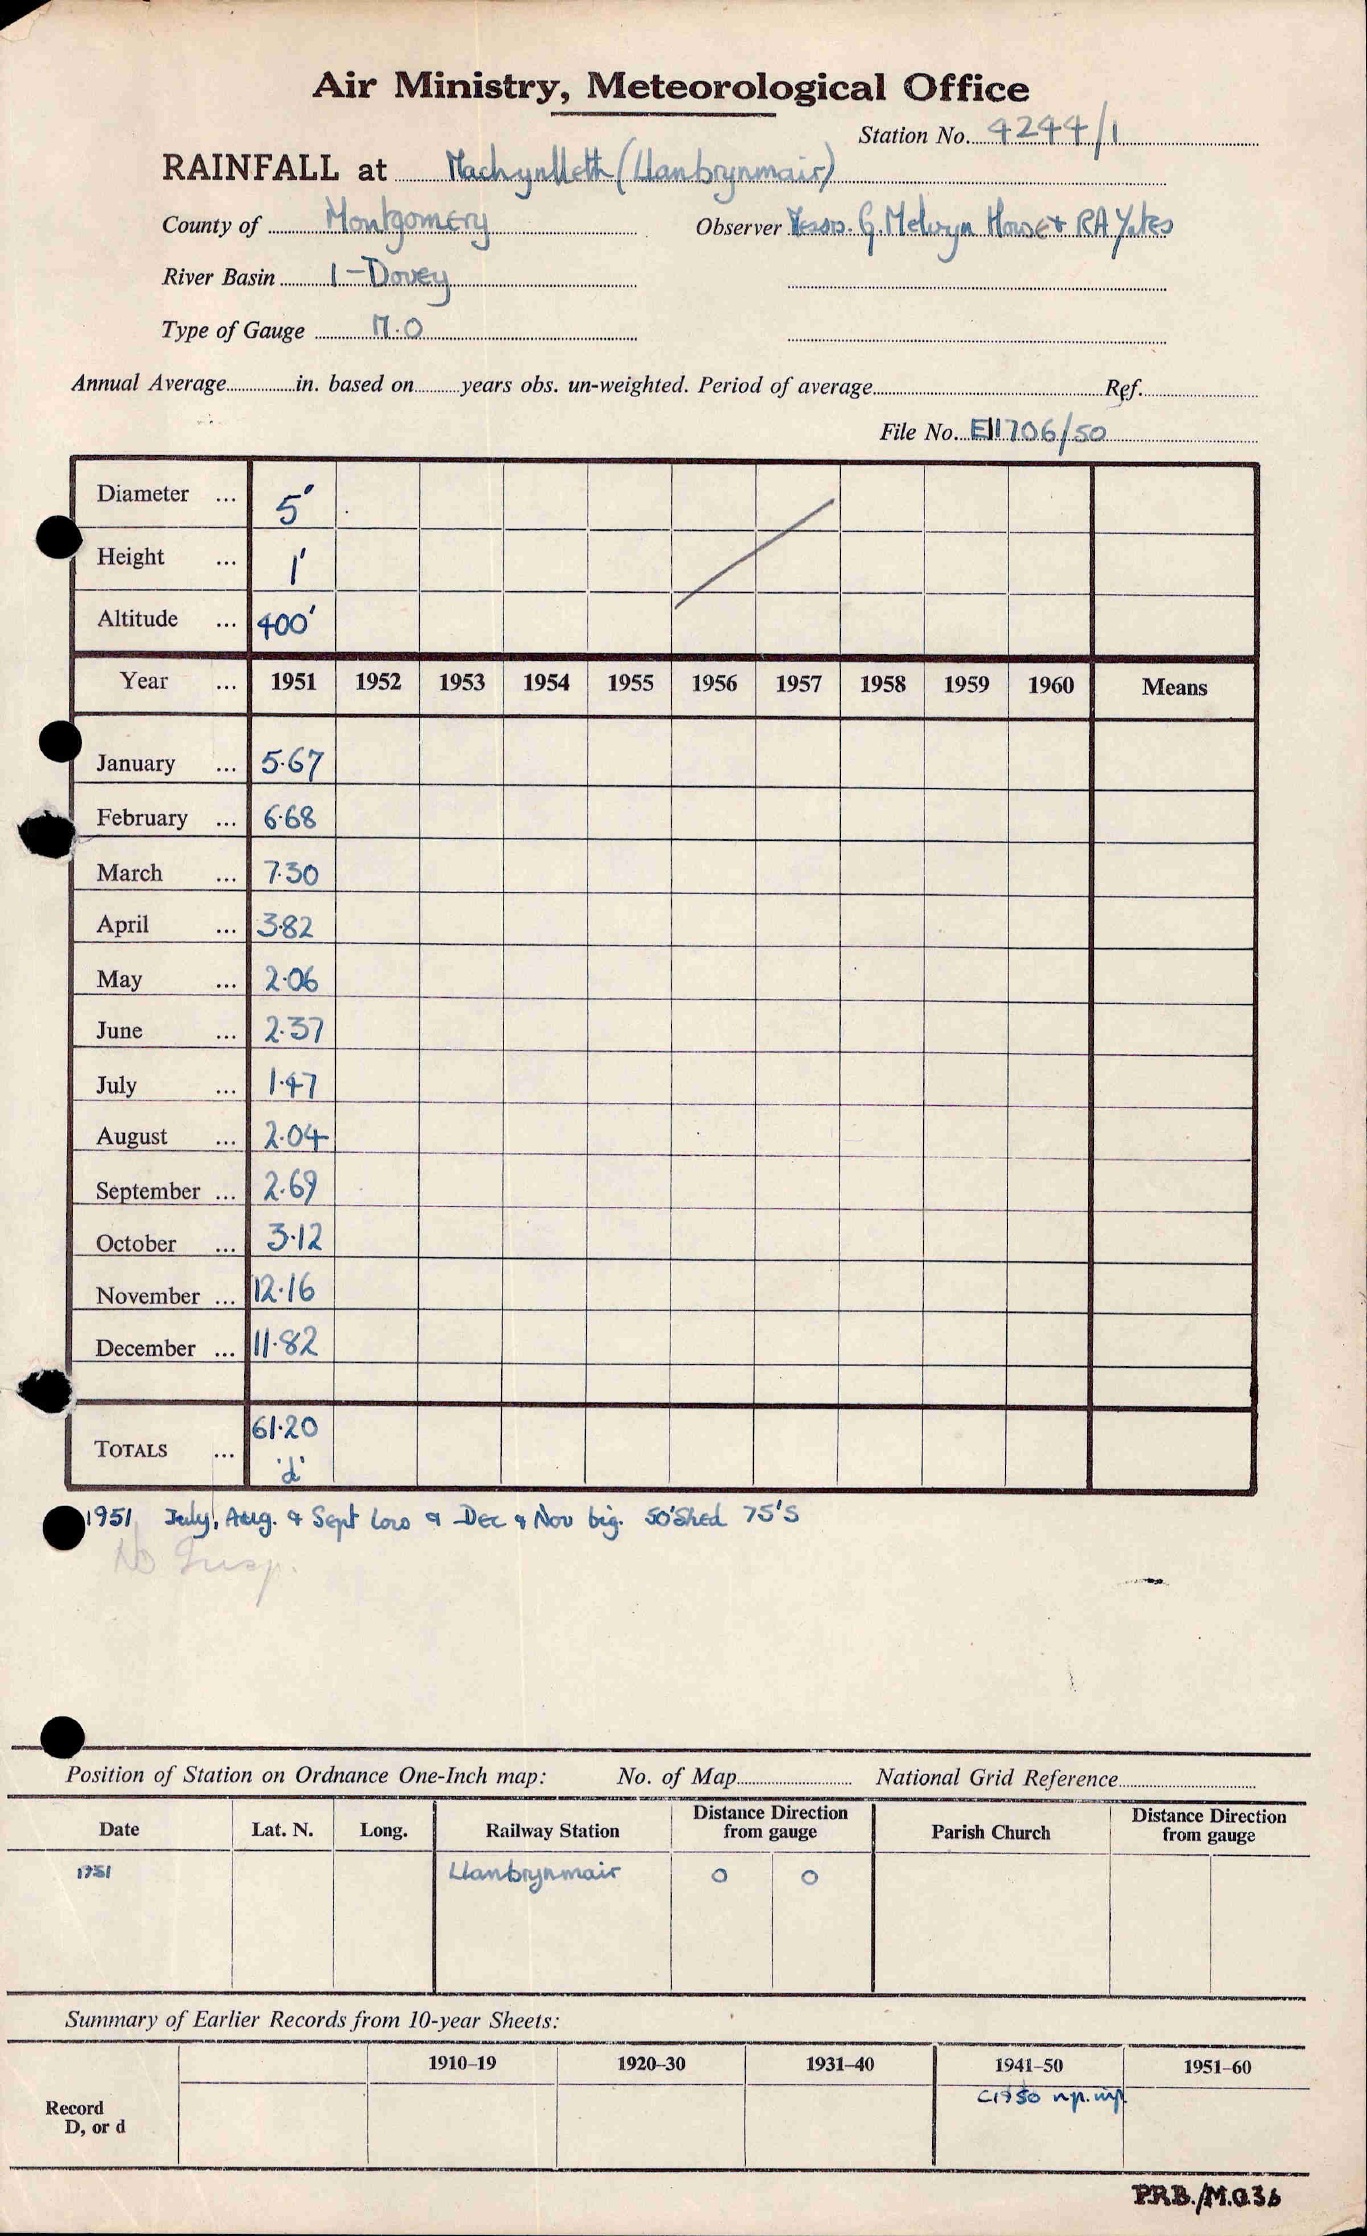 Air Ministry, Meteorological Office
Station No. 4244/1
RAINFALL at Machynlleth (Llanbrynmair)
County of Montgomery Observer Messrs. G. Melvyn Howe & RA Yates
River Basin 1-Dovey
Type of Gauge M.O
Annual Average in. based on years obs. un-weighted. Period of average Ref.
File No. E11706/50
Diameter ... 5"
Height ... 1'
Altitude ... 400'
Year ... 1951 1952 1953 1954 1955 1956 1957 1958 1959 1960 Means
January ... 5.67
February ... 6.68
March ... 7.30
April ... 3.82
May ... 2.06
June ... 2.37
July ... 1.47
August ... 2.04
September ... 2.69
October ... 3.12
November ... 12.16
December ... 11.82
TOTALS ... 61.20
'd'
1951 July, Aug. & Sept low & Dec & Nov big. 50'Shed 75'S
No Insp.
Position of Station on Ordnance One-Inch map: No. of Map National Grid Reference
Date Lat. N. Long. Railway Station Distance Direction from gauge Parish Church Distance Direction from gauge
1951 Llanbrynmair 0 0
Summary of Earlier Records from 10-year Sheets:
1910-19 1920-30 1931-40 1941-50 1951-60
Record D, or d C1950 n.p.
P.R.B./M.O.36